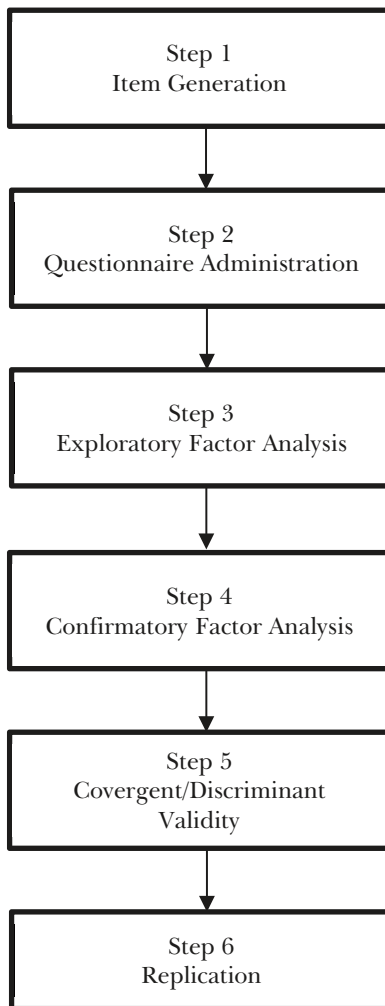 Step 1
Item Generation
Step 2
Questionnaire Administration
Step 3
Exploratory Factor Analysis
Step 4
Confirmatory Factor Analysis
Step 5
Covergent/Discriminant
Validity
Step 6
Replication